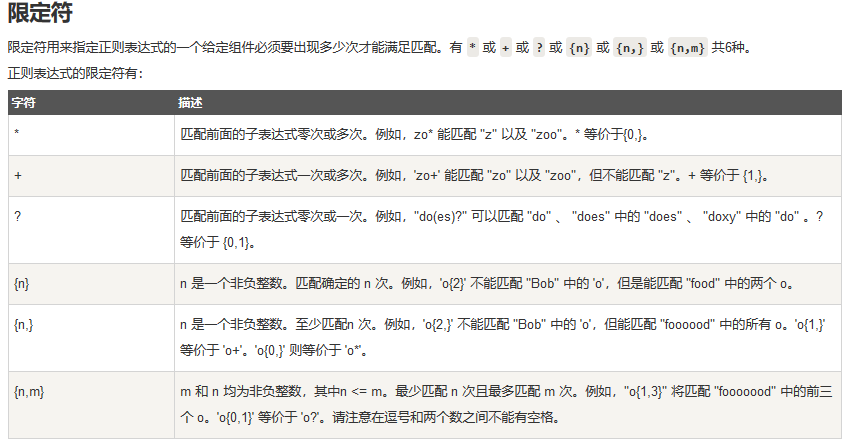 限定符
限定符用来指定正则表达式的一个给定组件必须要出现多少次才能满足匹配。有 * 或 + 或 ? 或 {n} 或 {n,} 或 {n,m} 共6种。
正则表达式的限定符有:
字符 描述
* 匹配前面的子表达式零次或多次。例如，zo* 能匹配 "z" 以及 "zoo"。* 等价于{0,}。
+ 匹配前面的子表达式一次或多次。例如，'zo+' 能匹配 "zo" 以及 "zoo"，但不能匹配 "z"。+ 等价于 {1,}。
? 匹配前面的子表达式零次或一次。例如，"do(es)?" 可以匹配 "do" 、 "does" 中的 "does" 、 "doxy" 中的 "do" 。?
等价于 {0,1}。
{n} n 是一个非负整数。匹配确定的 n 次。例如，'o{2}' 不能匹配 "Bob" 中的 'o'，但是能匹配 "food" 中的两个 o。
{n,} n 是一个非负整数。至少匹配n 次。例如，'o{2,}' 不能匹配 "Bob" 中的 'o'，但能匹配 "foooood" 中的所有 o。'o{1,}'
等价于 'o+'。'o{0,}' 则等价于 'o*'。
{n,m} m 和 n 均为非负整数，其中n <= m。最少匹配 n 次且最多匹配 m 次。例如，"o{1,3}" 将匹配 "fooooood" 中的前三
个 o。'o{0,1}' 等价于 'o?'。请注意在逗号和两个数之间不能有空格。